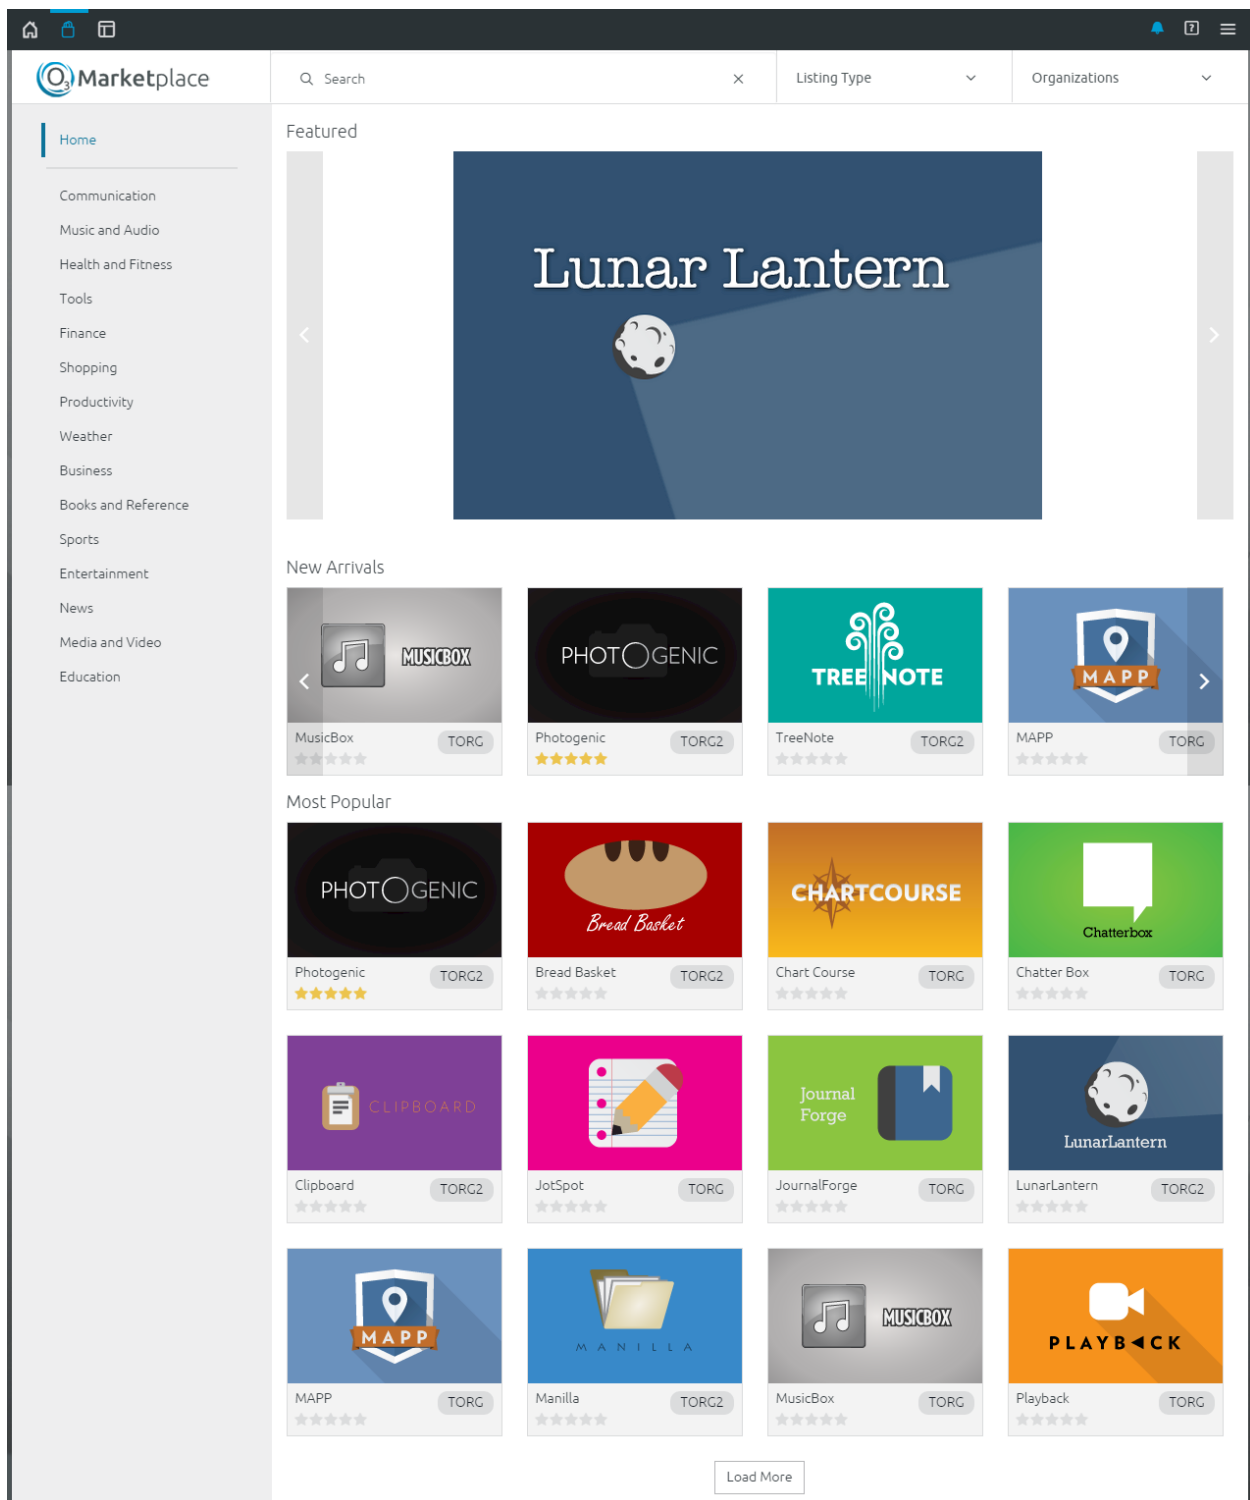 O3 Marketplace
Search
Listing Type
Organizations
Home
Communication
Music and Audio
Health and Fitness
Tools
Finance
Shopping
Productivity
Weather
Business
Books and Reference
Sports
Entertainment
News
Media and Video
Education
Featured
Lunar Lantern
New Arrivals
MUSICBOX
MusicBox
TORG
PHOTOGENIC
Photogenic
TORG2
TREE NOTE
TreeNote
TORG2
MAPP
MAPP
TORG
Most Popular
PHOTOGENIC
Photogenic
TORG2
Bread Basket
Bread Basket
TORG2
CHARTCOURSE
Chart Course
TORG
Chatterbox
Chatter Box
TORG
CLIPBOARD
Clipboard
TORG2
JotSpot
TORG
Journal
Forge
JournalForge
TORG
LunarLantern
LunarLantern
TORG2
MAPP
MAPP
TORG
MANILLA
Manilla
TORG2
MUSICBOX
MusicBox
TORG
PLAYBACK
Playback
TORG
Load More